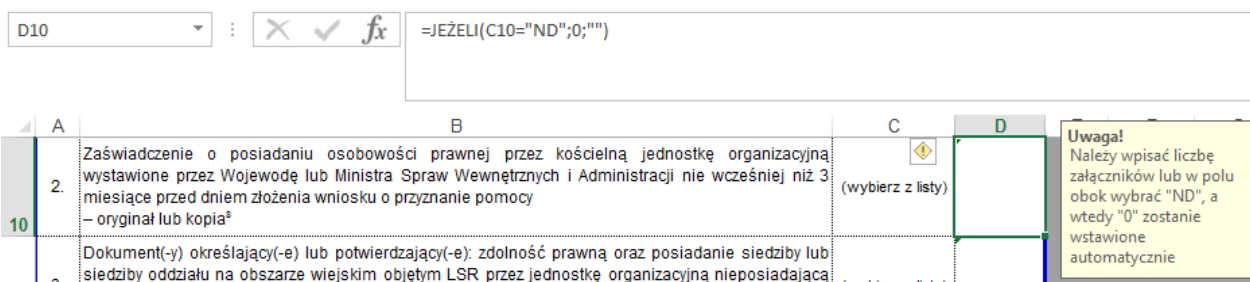 D10
fx
=JEŻELI(C10="ND";0;"")
A B C D
Uwaga!
Należy wpisać liczbę
załączników lub w polu
obok wybrać "ND", a
wtedy "0" zostanie
wstawione
automatycznie
10
2.
Zaświadczenie o posiadaniu osobowości prawnej przez kościelną jednostkę organizacyjną
wystawione przez Wojewodę lub Ministra Spraw Wewnętrznych i Administracji nie wcześniej niż 3
miesiące przed dniem złożenia wniosku o przyznanie pomocy
– oryginał lub kopia⁸
(wybierz z listy)
Dokument(-y) określający(-e) lub potwierdzający(-e): zdolność prawną oraz posiadanie siedziby lub
siedziby oddziału na obszarze wiejskim objętym LSR przez jednostkę organizacyjną nieposiadającą